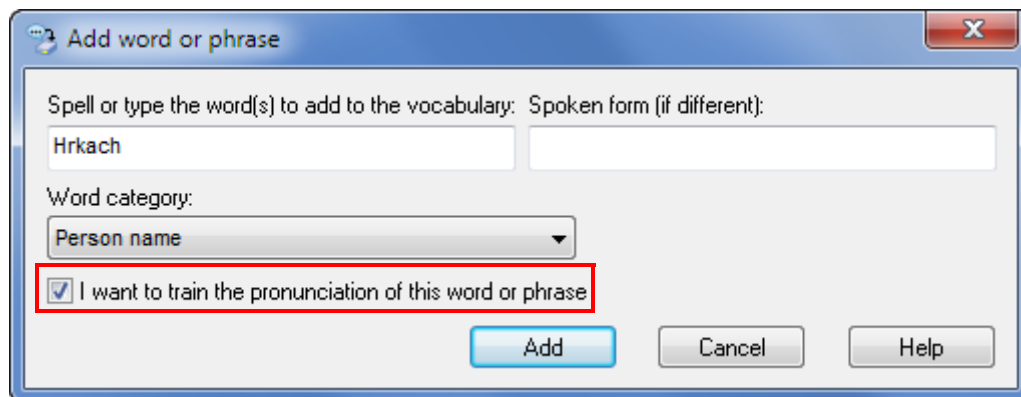 Add word or phrase
Spell or type the word(s) to add to the vocabulary: Spoken form (if different):
Hrkach
Word category:
Person name
I want to train the pronunciation of this word or phrase
Add Cancel Help